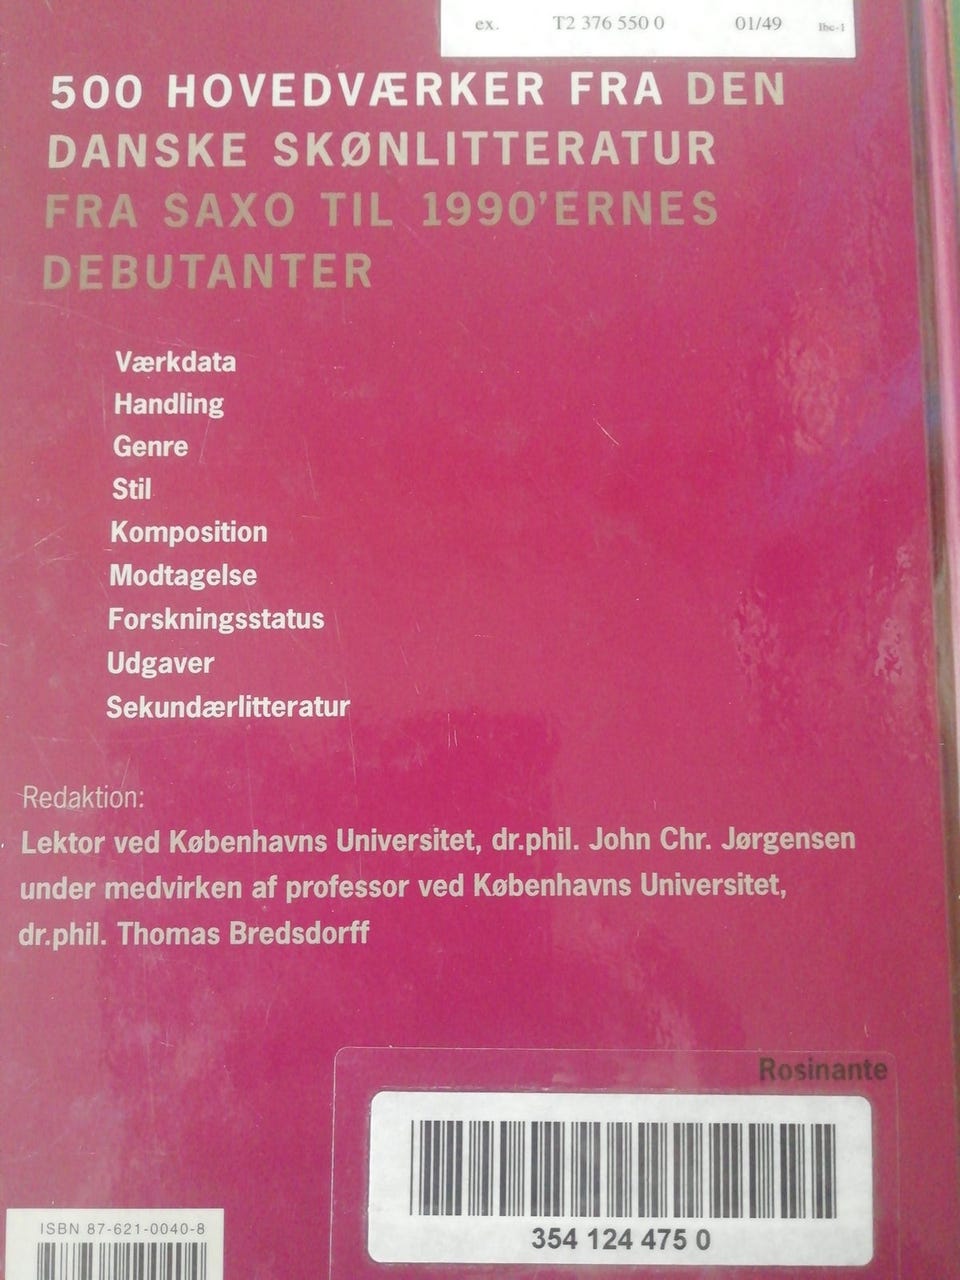 ex. T2 376 550 0 01/49 lbc-1
500 HOVEDVÆRKER FRA DEN
DANSKE SKØNLITTERATUR
FRA SAXO TIL 1990'ERNES
DEBUTANTER
Værkdata
Handling
Genre
Stil
Komposition
Modtagelse
Forskningsstatus
Udgaver
Sekundærlitteratur
Redaktion:
Lektor ved Københavns Universitet, dr.phil. John Chr. Jørgensen
under medvirken af professor ved Københavns Universitet,
dr.phil. Thomas Bredsdorff
Rosinante
354 124 475 0
ISBN 87-621-0040-8